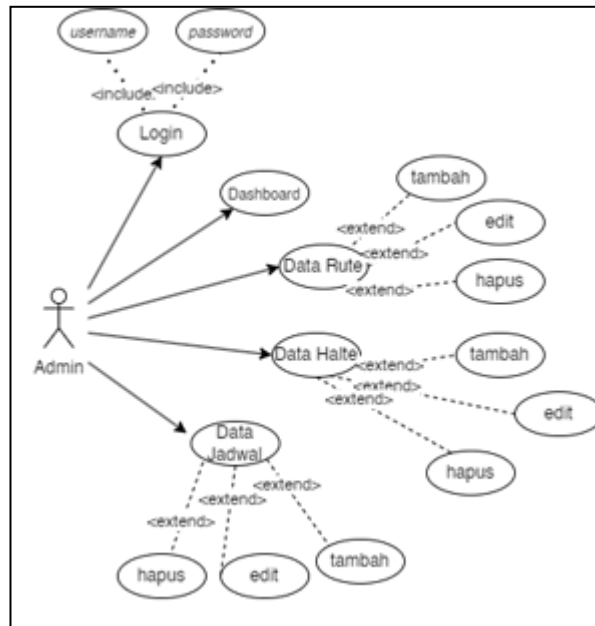 username
password
<include.
<include>
Login
Dashboard
tambah
<extend>
edit
<extend>
Data Rute
<extend>
hapus
Admin
Data Halte
<extend>
tambah
<extend>
<extend>
edit
hapus
Data
Jadwal
<extend>
<extend>
<extend>
hapus
edit
tambah